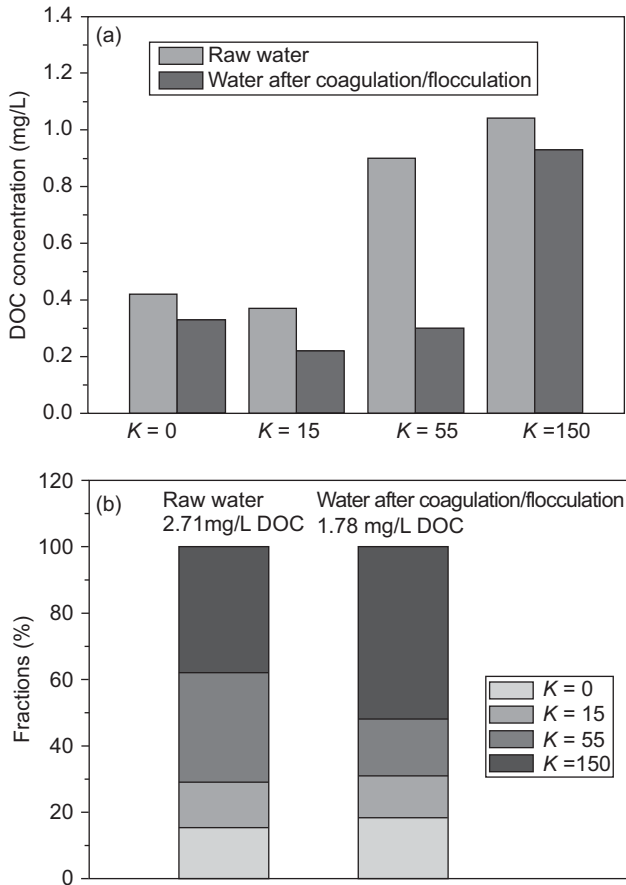 (a)
Raw water
Water after coagulation/flocculation
DOC concentration (mg/L)
1.4
1.2
1.0
0.8
0.6
0.4
0.2
0.0
K = 0
K = 15
K = 55
K =150
(b)
Raw water
2.71mg/L DOC
Water after coagulation/flocculation
1.78 mg/L DOC
Fractions (%)
120
100
80
60
40
20
0
K = 0
K = 15
K = 55
K =150